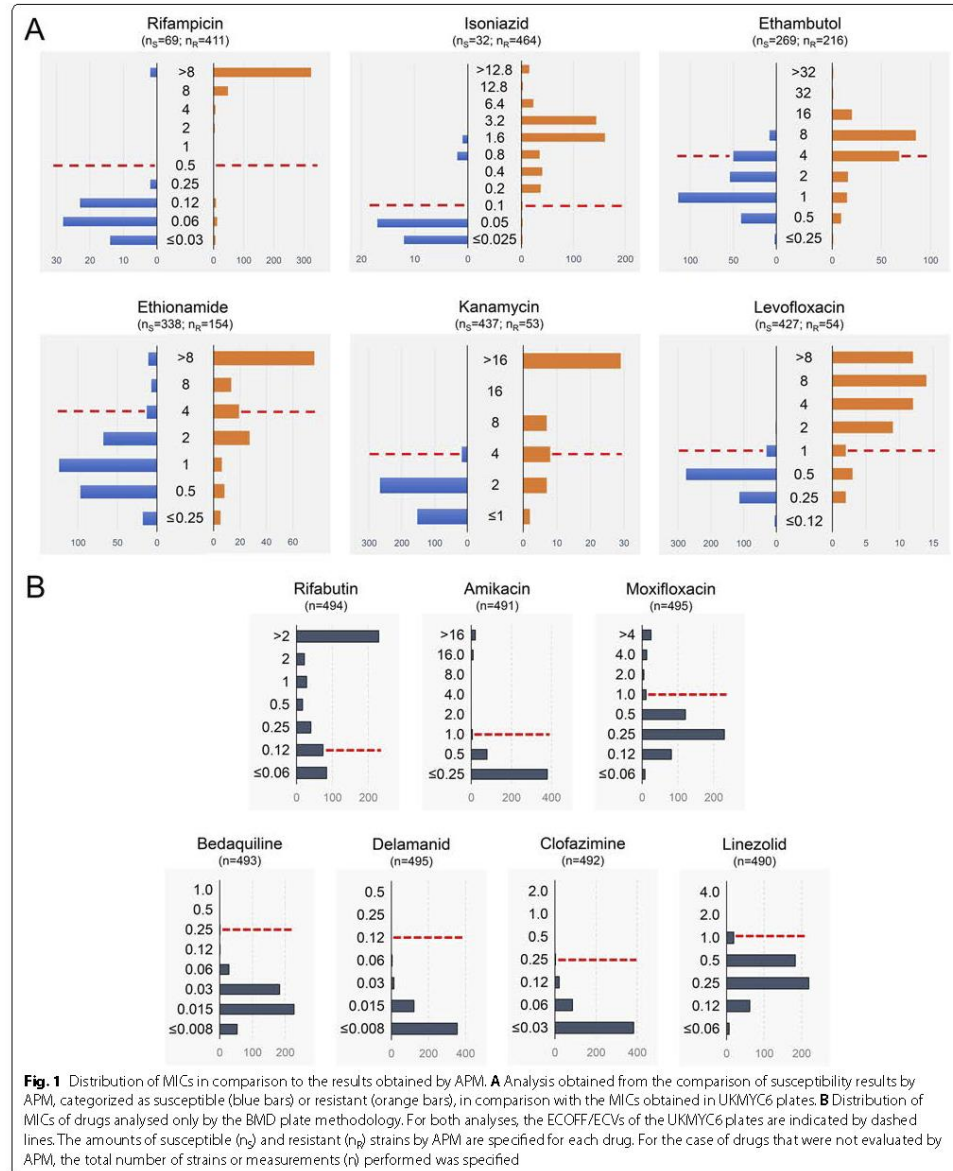 A
Rifampicin
(nS=69; nR=411)
>8
8
4
2
1
0.5
0.25
0.12
0.06
≤0.03
30 20 10 0 0 100 200 300
Isoniazid
(nS=32; nR=464)
>12.8
12.8
6.4
3.2
1.6
0.8
0.4
0.2
0.1
0.05
≤0.025
20 10 0 0 100 200
Ethambutol
(nS=269; nR=216)
>32
32
16
8
4
2
1
0.5
≤0.25
100 50 0 0 50 100
Ethionamide
(nS=338; nR=154)
>8
8
4
2
1
0.5
≤0.25
100 50 0 0 20 40 60
Kanamycin
(nS=437; nR=53)
>16
16
8
4
2
≤1
300 200 100 0 0 10 20 30
Levofloxacin
(nS=427; nR=54)
>8
8
4
2
1
0.5
0.25
≤0.12
300 200 100 0 0 5 10 15
B
Rifabutin
(n=494)
>2
2
1
0.5
0.25
0.12
≤0.06
0 100 200
Amikacin
(n=491)
>16
16.0
8.0
4.0
2.0
1.0
0.5
≤0.25
0 200 400
Moxifloxacin
(n=495)
>4
4.0
2.0
1.0
0.5
0.25
0.12
≤0.06
0 100 200
Bedaquiline
(n=493)
1.0
0.5
0.25
0.12
0.06
0.03
0.015
≤0.008
0 100 200
Delamanid
(n=495)
0.5
0.25
0.12
0.06
0.03
0.015
≤0.008
0 200 400
Clofazimine
(n=492)
2.0
1.0
0.5
0.25
0.12
0.06
≤0.03
0 200 400
Linezolid
(n=490)
4.0
2.0
1.0
0.5
0.25
0.12
≤0.06
0 100 200
Fig. 1 Distribution of MICs in comparison to the results obtained by APM. A Analysis obtained from the comparison of susceptibility results by
APM, categorized as susceptible (blue bars) or resistant (orange bars), in comparison with the MICs obtained in UKMYC6 plates. B Distribution of
MICs of drugs analysed only by the BMD plate methodology. For both analyses, the ECOFF/ECVs of the UKMYC6 plates are indicated by dashed
lines. The amounts of susceptible (nS) and resistant (nR) strains by APM are specified for each drug. For the case of drugs that were not evaluated by
APM, the total number of strains or measurements (n) performed was specified